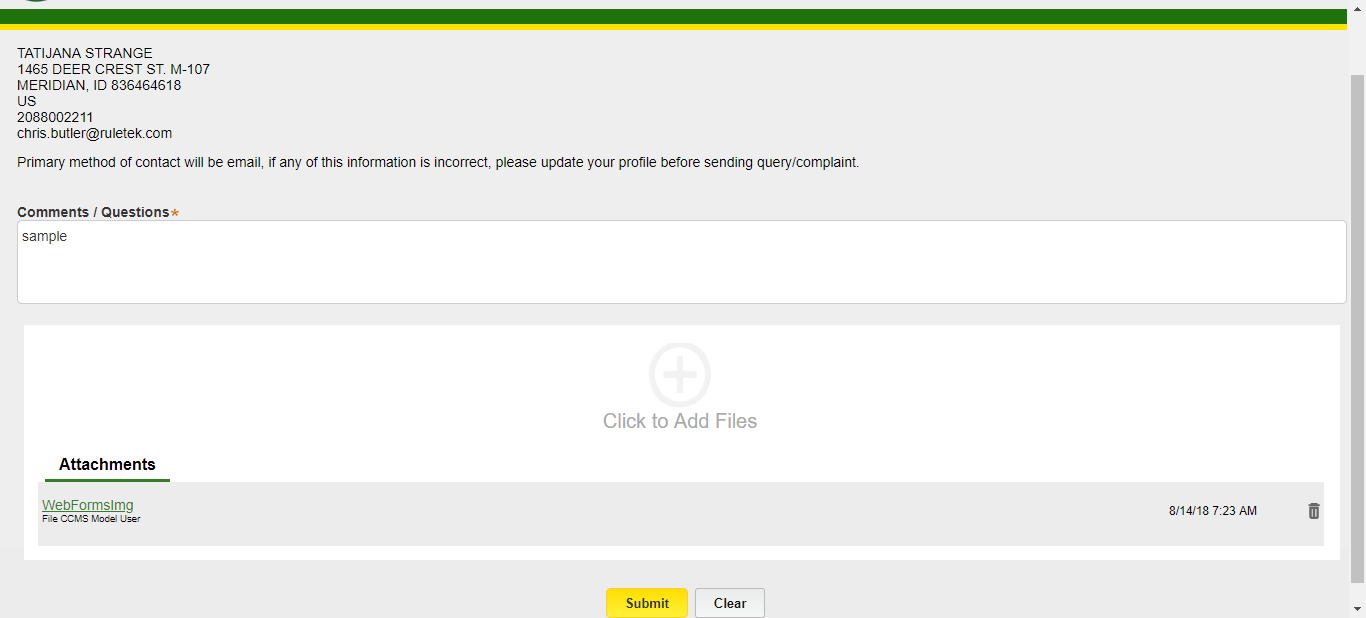 TATIJANA STRANGE
1465 DEER CREST ST. M-107
MERIDIAN, ID 836464618
US
2088002211
chris.butler@ruletek.com
Primary method of contact will be email, if any of this information is incorrect, please update your profile before sending query/complaint.
Comments / Questions*
sample
Click to Add Files
Attachments
WebFormsImg
File CCMS Model User
8/14/18 7:23 AM
Submit
Clear